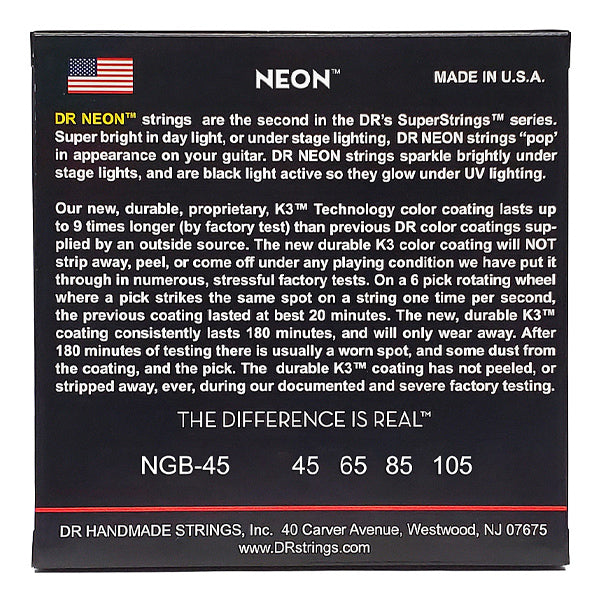 NEON™ MADE IN U.S.A.
DR NEON™ strings are the second in the DR's SuperStrings™ series.
Super bright in day light, or under stage lighting, DR NEON strings "pop'
in appearance on your guitar. DR NEON strings sparkle brightly under
stage lights, and are black light active so they glow under UV lighting.
Our new, durable, proprietary, K3™ Technology color coating lasts up
to 9 times longer (by factory test) than previous DR color coatings sup-
plied by an outside source. The new durable K3 color coating will NOT
strip away, peel, or come off under any playing condition we have put it
through in numerous, stressful factory tests. On a 6 pick rotating wheel
where a pick strikes the same spot on a string one time per second,
the previous coating lasted at best 20 minutes. The new, durable K3™
coating consistently lasts 180 minutes, and will only wear away. After
180 minutes of testing there is usually a worn spot, and some dust from
the coating, and the pick. The durable K3™ coating has not peeled, or
stripped away, ever, during our documented and severe factory testing.
THE DIFFERENCE IS REAL™
NGB-45 45 65 85 105
DR HANDMADE STRINGS, Inc. 40 Carver Avenue, Westwood, NJ 07675
www.DRstrings.com